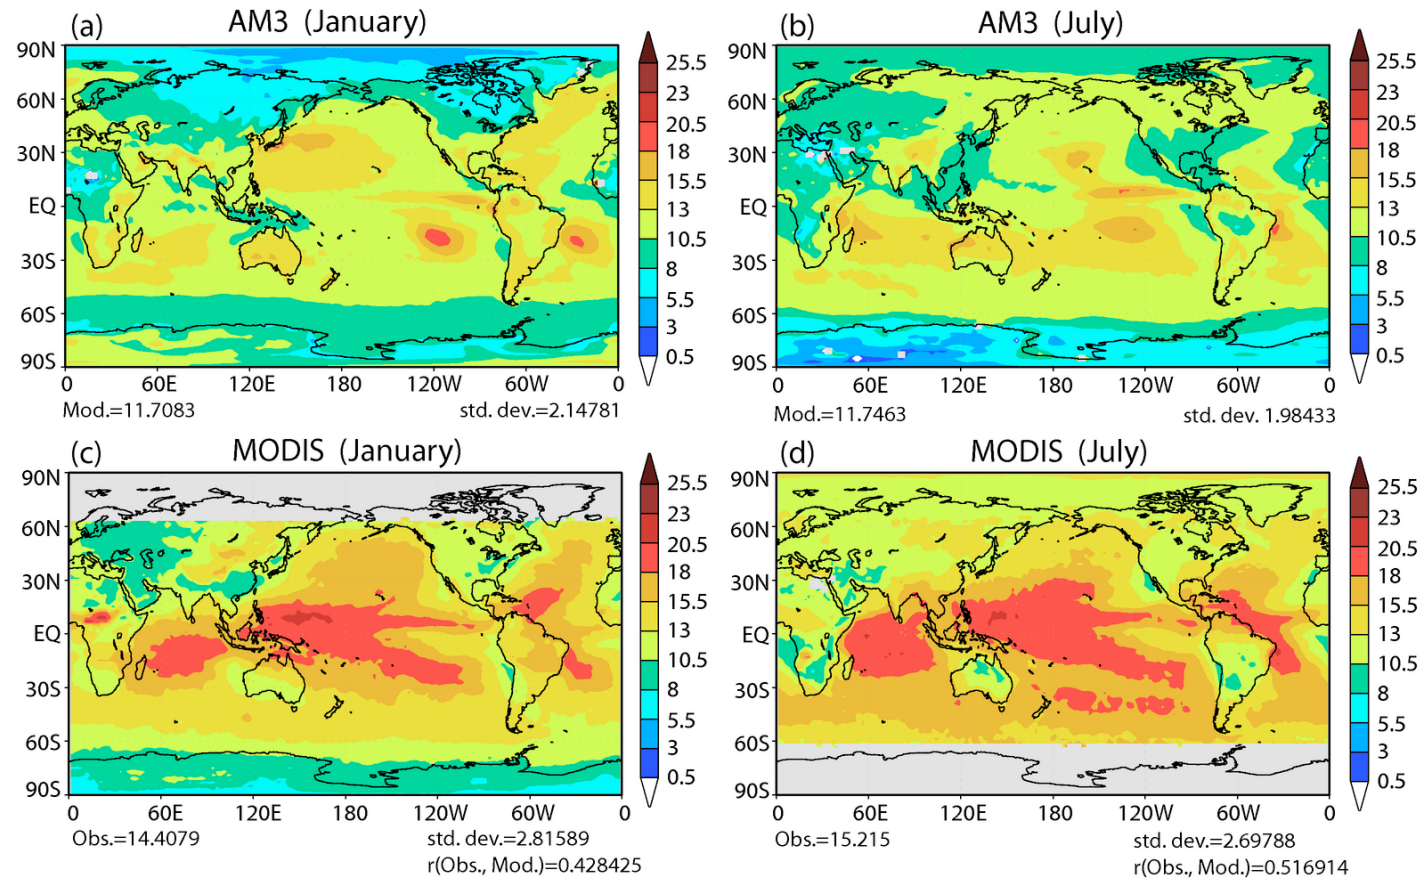 (a) AM3 (January)
90N
60N
30N
EQ
30S
60S
90S
0 60E 120E 180 120W 60W 0
25.5
23
20.5
18
15.5
13
10.5
8
5.5
3
0.5
Mod.=11.7083 std. dev.=2.14781
(b) AM3 (July)
90N
60N
30N
EQ
30S
60S
90S
0 60E 120E 180 120W 60W 0
25.5
23
20.5
18
15.5
13
10.5
8
5.5
3
0.5
Mod.=11.7463 std. dev. 1.98433
(c) MODIS (January)
90N
60N
30N
EQ
30S
60S
90S
0 60E 120E 180 120W 60W 0
25.5
23
20.5
18
15.5
13
10.5
8
5.5
3
0.5
Obs.=14.4079 std. dev.=2.81589
r(Obs., Mod.)=0.428425
(d) MODIS (July)
90N
60N
30N
EQ
30S
60S
90S
0 60E 120E 180 120W 60W 0
25.5
23
20.5
18
15.5
13
10.5
8
5.5
3
0.5
Obs.=15.215 std. dev.=2.69788
r(Obs., Mod.)=0.516914